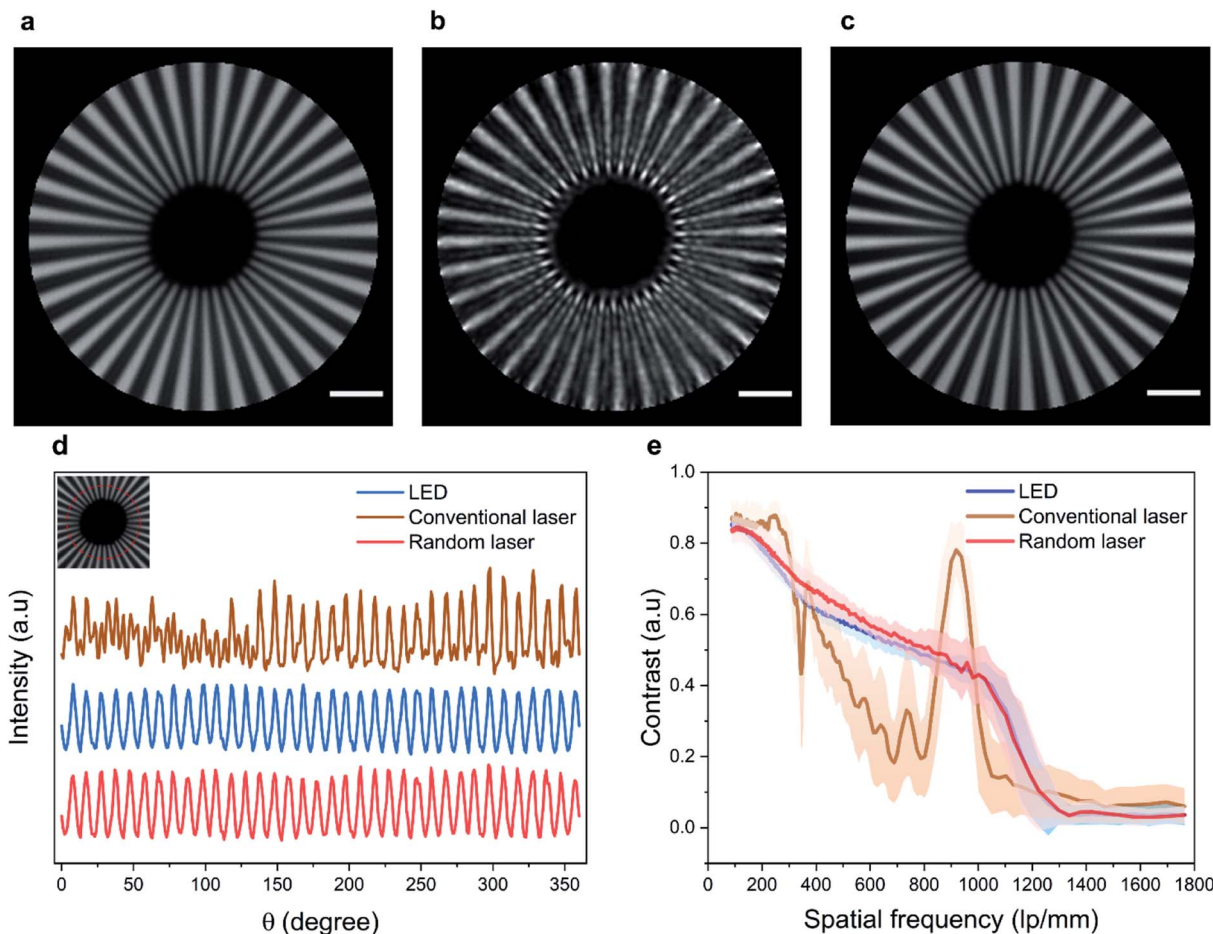 a
b
c
d
LED
Conventional laser
Random laser
Intensity (a.u)
0
50
100
150
200
250
300
350
θ (degree)
e
LED
Conventional laser
Random laser
Contrast (a.u)
1.0
0.8
0.6
0.4
0.2
0.0
0
200
400
600
800
1000
1200
1400
1600
1800
Spatial frequency (lp/mm)